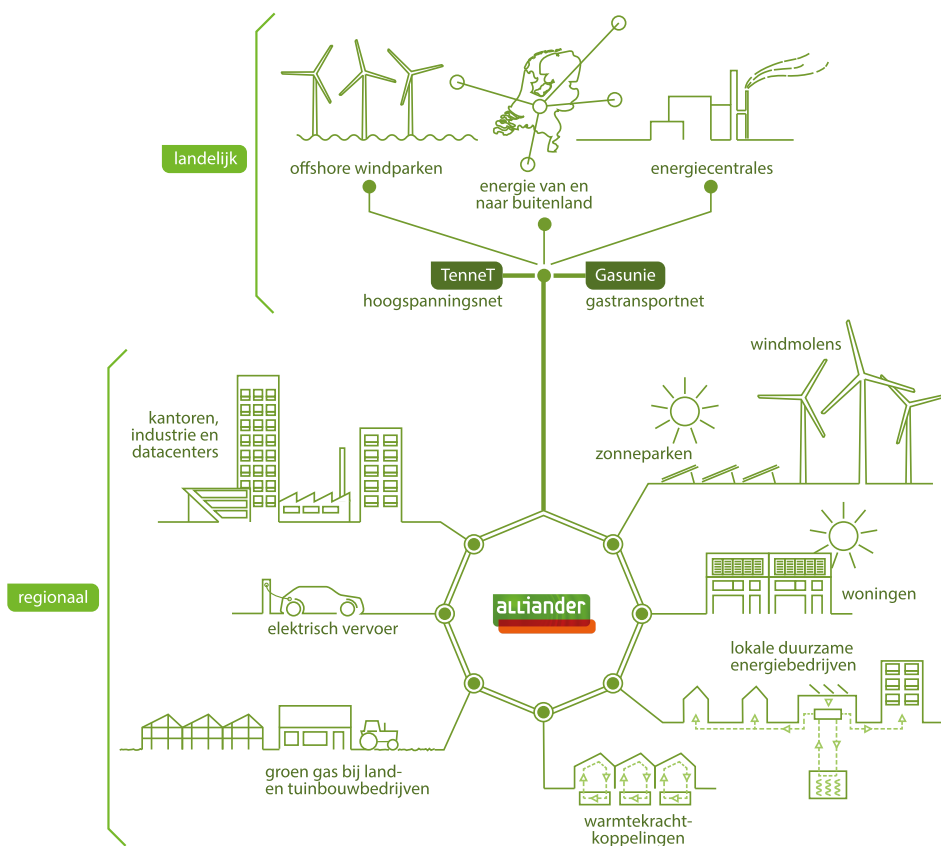 landelijk
offshore windparken
energie van en
naar buitenland
energiecentrales
TenneT
hoogspanningsnet
Gasunie
gastransportnet
regionaal
kantoren,
industrie en
datacenters
zonneparken
windmolens
elektrisch vervoer
alliander
woningen
lokale duurzame
energiebedrijven
groen gas bij land-
en tuinbouwbedrijven
warmtekracht-
koppelingen